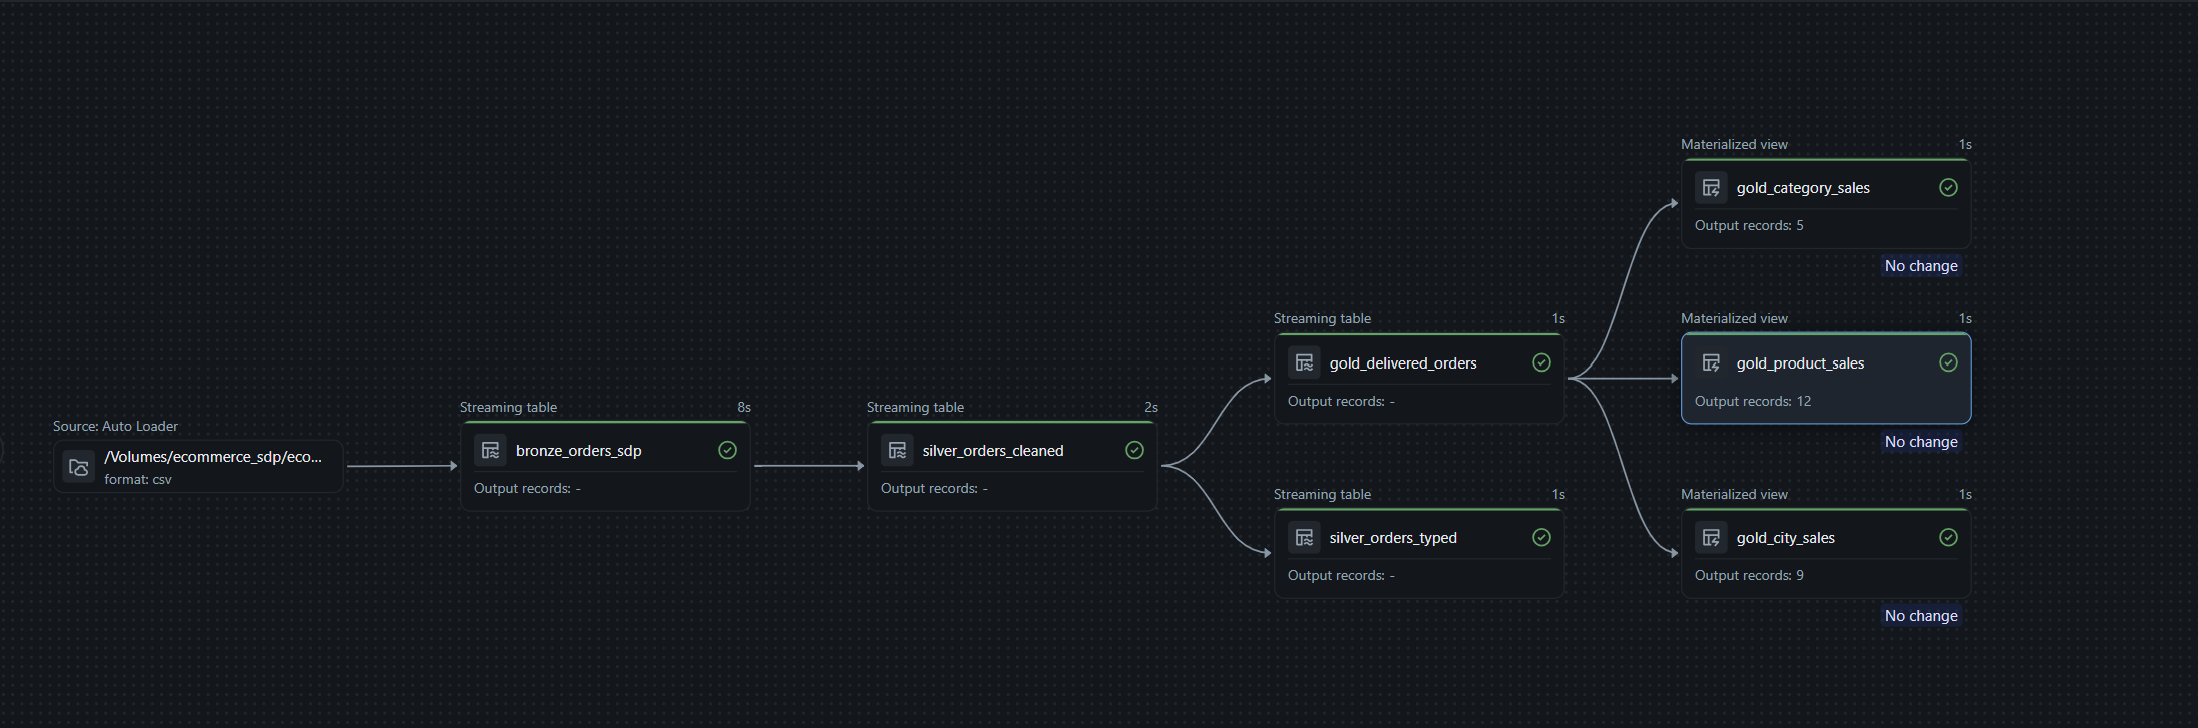 Source: Auto Loader
/Volumes/ecommerce_sdp/eco...
format: csv
Streaming table 8s
bronze_orders_sdp
Output records: -
Streaming table 2s
silver_orders_cleaned
Output records: -
Streaming table 1s
gold_delivered_orders
Output records: -
Streaming table 1s
silver_orders_typed
Output records: -
Materialized view 1s
gold_category_sales
Output records: 5
No change
Materialized view 1s
gold_product_sales
Output records: 12
No change
Materialized view 1s
gold_city_sales
Output records: 9
No change